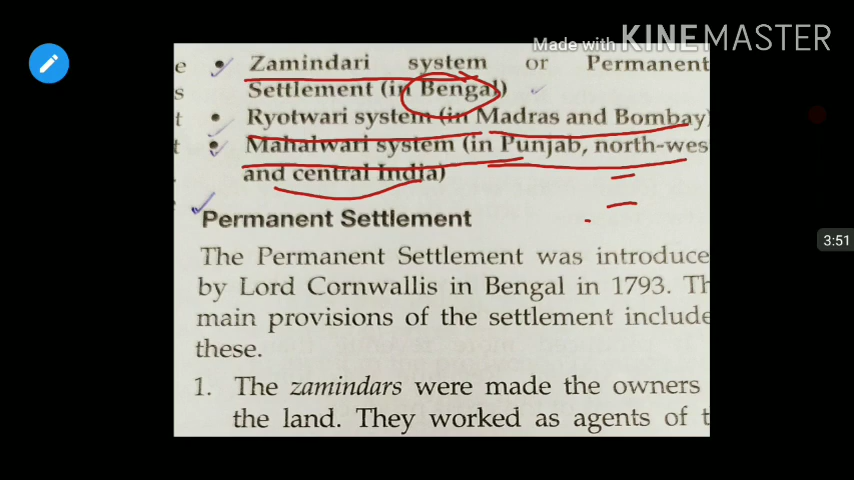 Made with KINEMASTER
e • Zamindari system or Permanent
s Settlement (in Bengal)
t • Ryotwari system (in Madras and Bombay)
t • Mahalwari system (in Punjab, north-wes
and central India)
Permanent Settlement
The Permanent Settlement was introduce
by Lord Cornwallis in Bengal in 1793. Th
main provisions of the settlement include
these.
3:51
1. The zamindars were made the owners
the land. They worked as agents of t